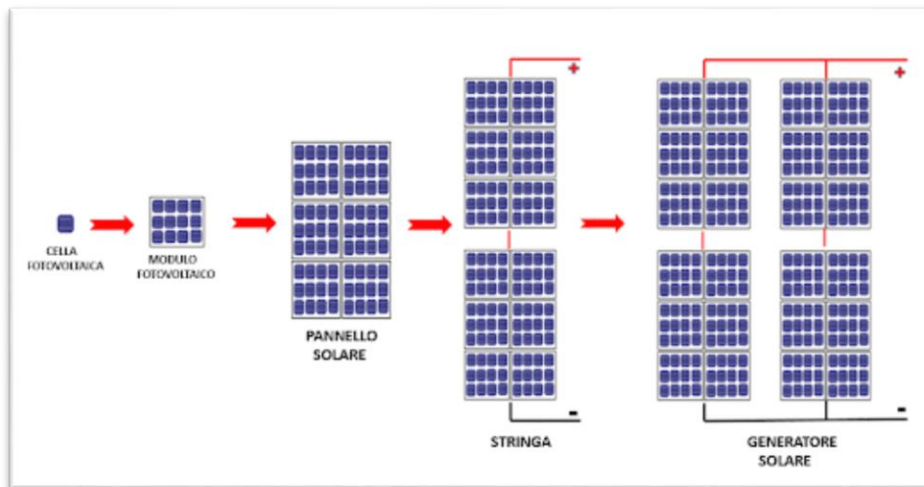 +
+
CELLA
FOTOVOLTAICA
MODULO
FOTOVOLTAICO
PANNELLO
SOLARE
-
-
STRINGA
GENERATORE
SOLARE